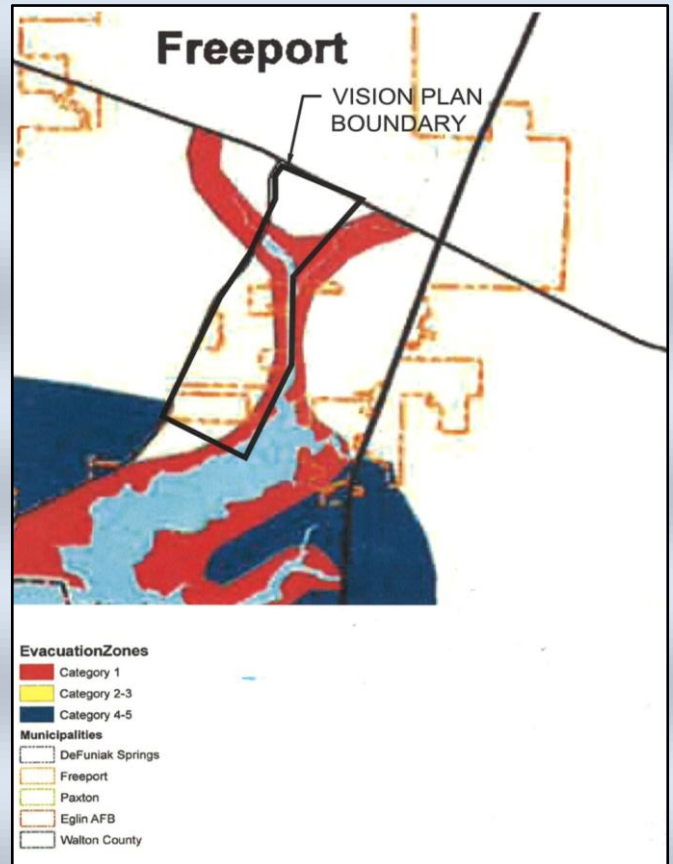 Freeport
VISION PLAN
BOUNDARY
EvacuationZones
Category 1
Category 2-3
Category 4-5
Municipalities
DeFuniak Springs
Freeport
Paxton
Eglin AFB
Walton County